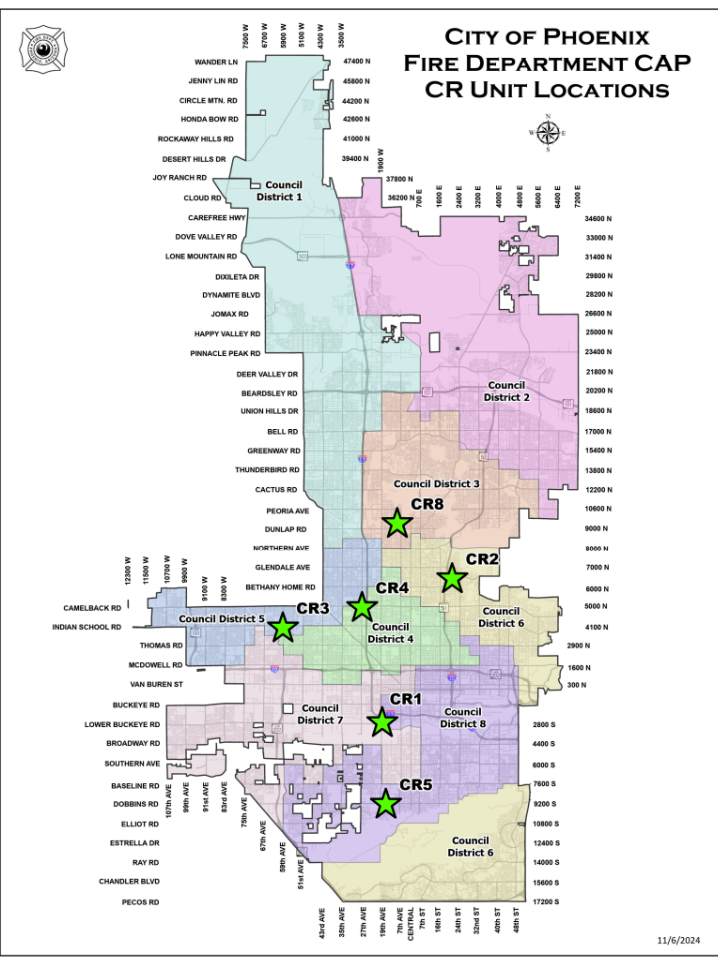 CITY OF PHOENIX
FIRE DEPARTMENT CAP
CR UNIT LOCATIONS
N
W
E
S
7500 W
6700 W
5900 W
5100 W
4300 W
3500 W
WANDER LN
47400 N
JENNY LIN RD
45800 N
CIRCLE MTN. RD
44200 N
HONDA BOW RD
42600 N
ROCKAWAY HILLS RD
41000 N
DESERT HILLS DR
39400 N
1900 W
JOY RANCH RD
37800 N
CLOUD RD
36200 N
700 E
1600 E
2400 E
3200 E
4000 E
4800 E
5600 E
6400 E
7200 E
Council
District 1
CAREFREE HWY
34600 N
DOVE VALLEY RD
33000 N
LONE MOUNTAIN RD
31400 N
DIXILETA DR
29800 N
DYNAMITE BLVD
28200 N
JOMAX RD
26600 N
HAPPY VALLEY RD
25000 N
PINNACLE PEAK RD
23400 N
DEER VALLEY DR
21800 N
BEARDSLEY RD
20200 N
Council
District 2
UNION HILLS DR
18600 N
BELL RD
17000 N
GREENWAY RD
15400 N
THUNDERBIRD RD
13800 N
Council District 3
CACTUS RD
12200 N
PEORIA AVE
10600 N
CR8
DUNLAP RD
9000 N
NORTHERN AVE
8000 N
12300 W
11500 W
10700 W
9900 W
9100 W
8300 W
GLENDALE AVE
7000 N
CR2
BETHANY HOME RD
6000 N
CR4
CAMELBACK RD
5000 N
CR3
Council District 5
Council
District 6
INDIAN SCHOOL RD
4100 N
Council
District 4
THOMAS RD
2900 N
MCDOWELL RD
1600 N
VAN BUREN ST
300 N
BUCKEYE RD
CR1
Council
District 7
Council
District 8
LOWER BUCKEYE RD
2800 S
BROADWAY RD
4400 S
SOUTHERN AVE
6000 S
BASELINE RD
7600 S
CR5
DOBBINS RD
9200 S
107th AVE
99th AVE
91st AVE
83rd AVE
75th AVE
67th AVE
59th AVE
51st AVE
ELLIOT RD
10800 S
ESTRELLA DR
12400 S
Council
District 6
RAY RD
14000 S
CHANDLER BLVD
15600 S
PECOS RD
17200 S
43rd AVE
35th AVE
27th AVE
19th AVE
7th AVE
CENTRAL
7th ST
16th ST
24th ST
32nd ST
40th ST
48th ST
11/6/2024